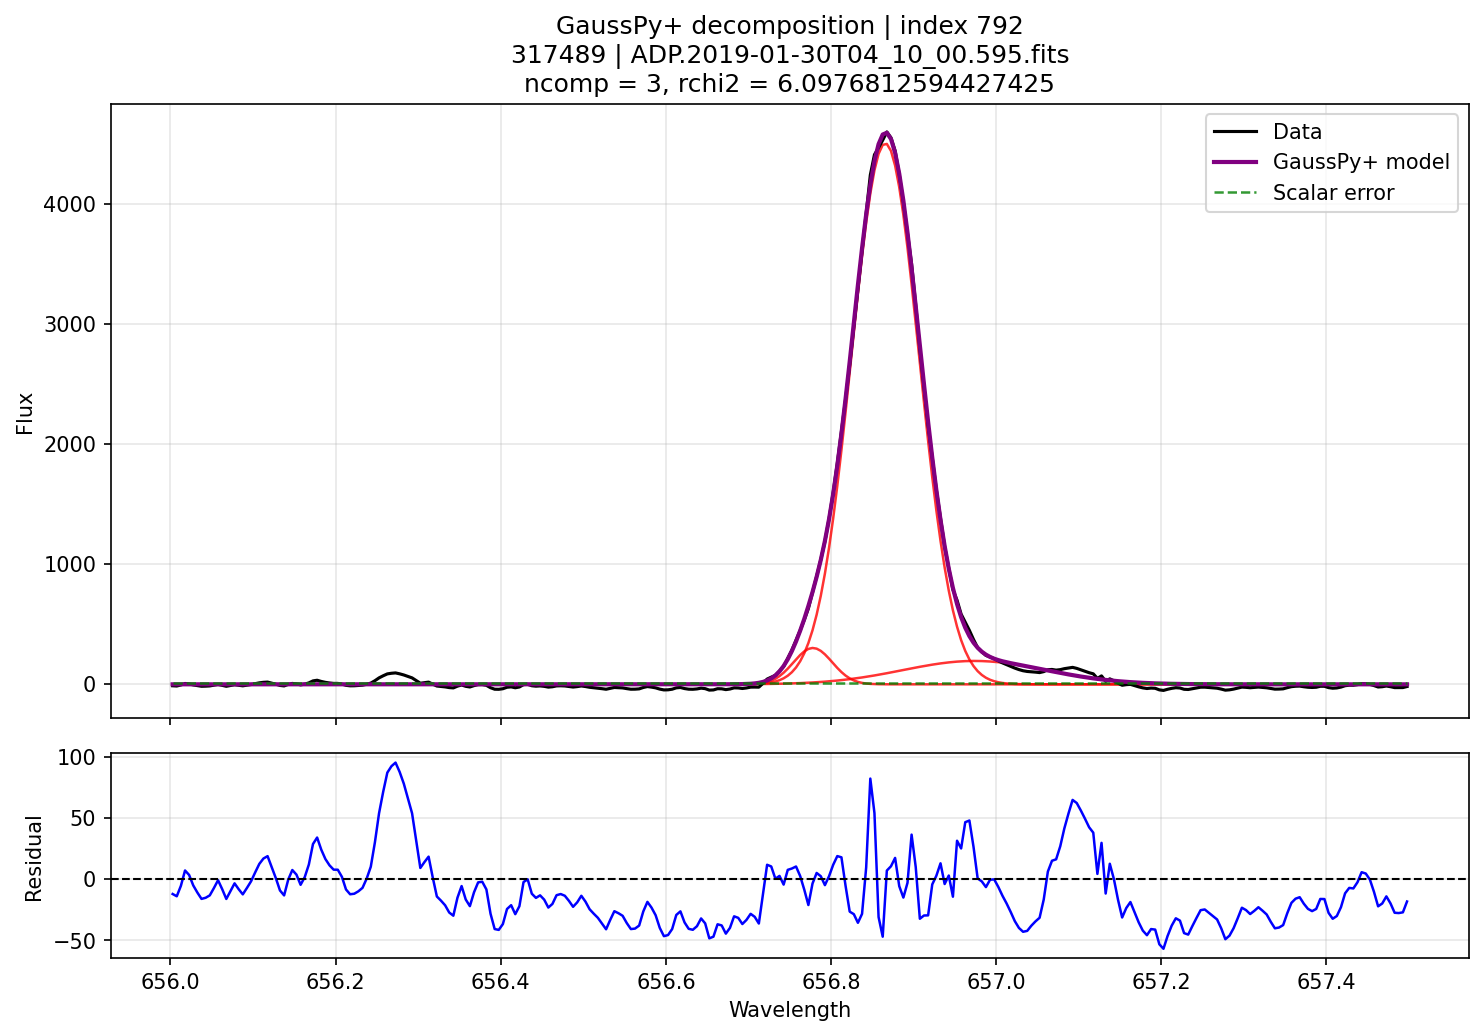 GaussPy+ decomposition | index 792
317489 | ADP.2019-01-30T04_10_00.595.fits
ncomp = 3, rchi2 = 6.0976812594427425
Data
GaussPy+ model
Scalar error
Flux
4000
3000
2000
1000
0
Residual
100
50
0
−50
656.0 656.2 656.4 656.6 656.8 657.0 657.2 657.4
Wavelength